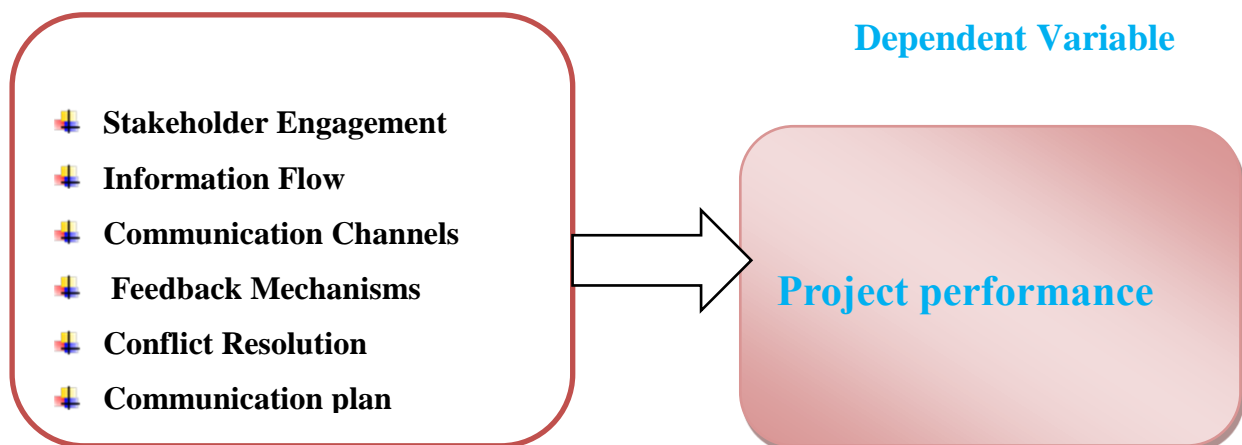 Dependent Variable
Stakeholder Engagement
Information Flow
Communication Channels
Feedback Mechanisms
Conflict Resolution
Communication plan
Project performance